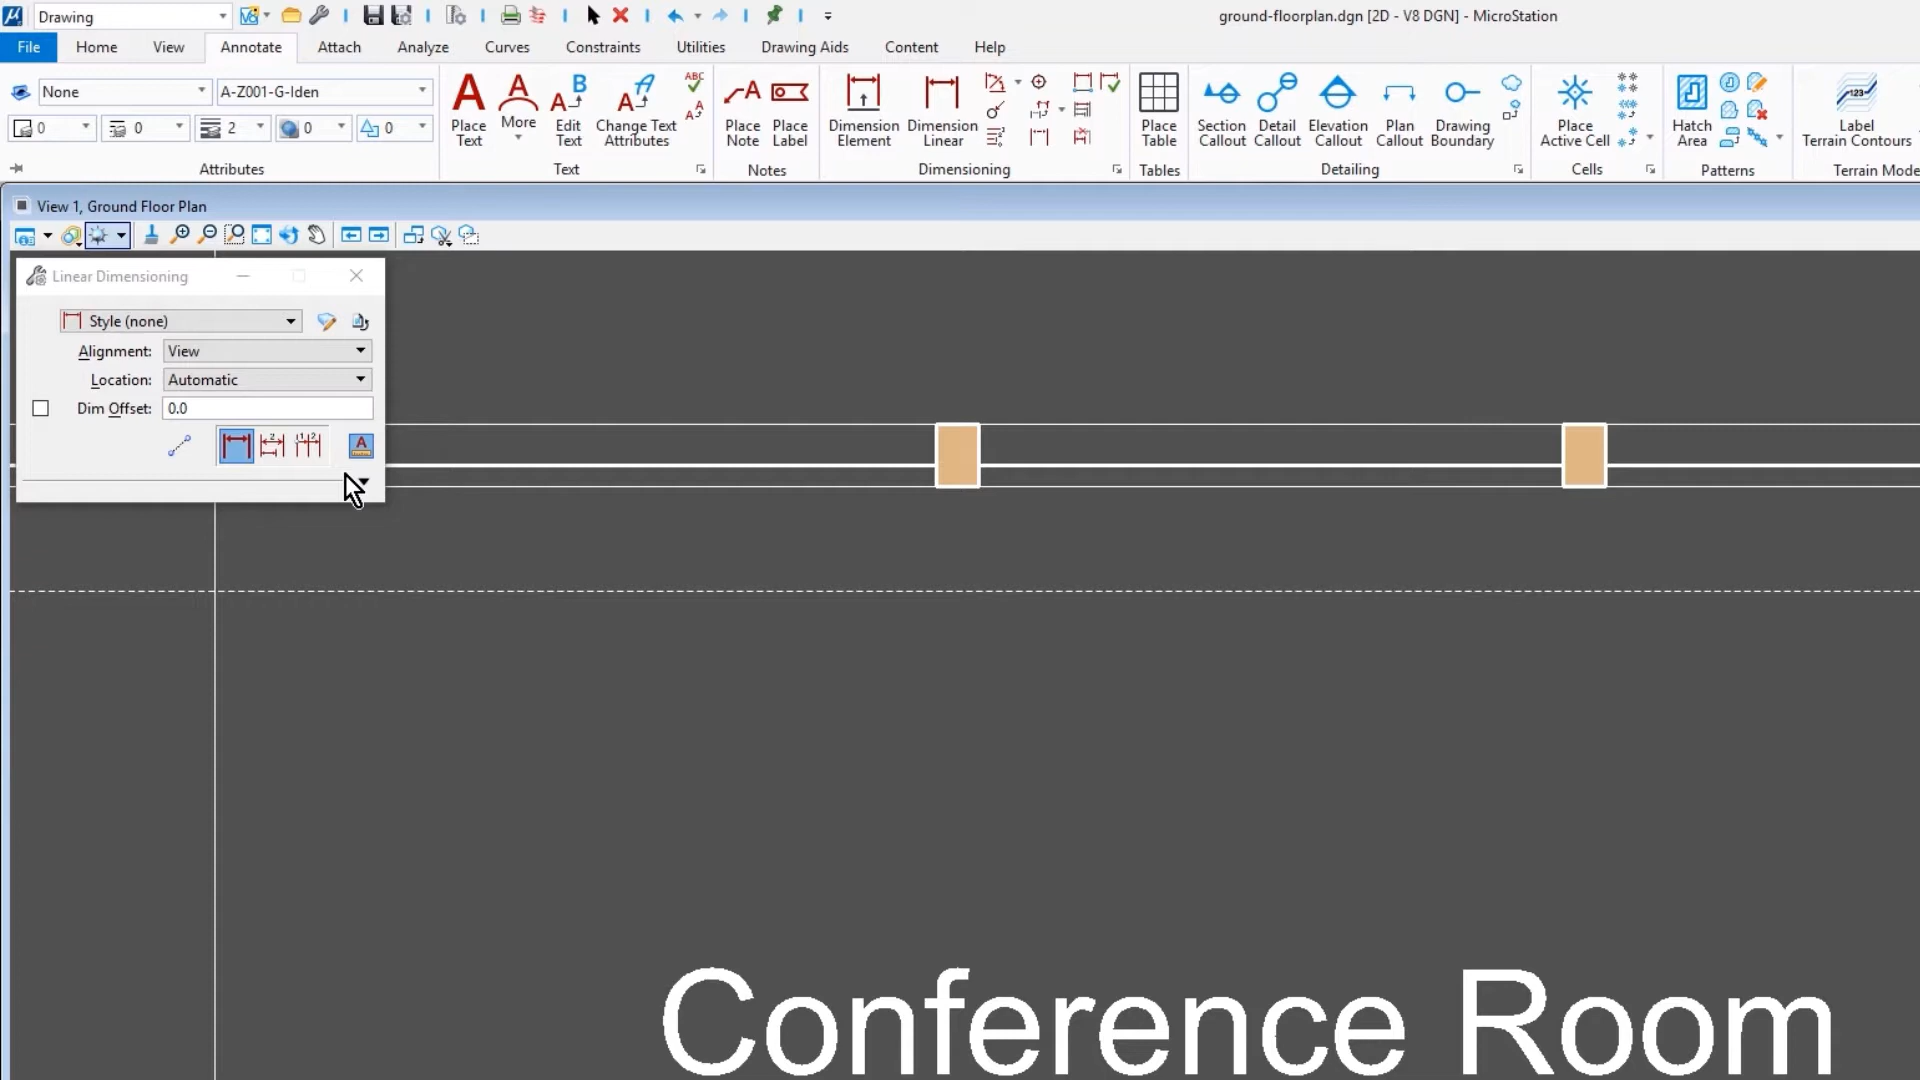 Drawing
ground-floorplan.dgn [2D - V8 DGN] - MicroStation
File Home View Annotate Attach Analyze Curves Constraints Utilities Drawing Aids Content Help
None A-Z001-G-Iden
0 0 2 0 0
Attributes
Place Text
More
Edit Text
Change Text Attributes
ABC
Text
Place Note
Place Label
Notes
Dimension Element
Dimension Linear
Dimensioning
Place Table
Tables
Section Callout
Detail Callout
Elevation Callout
Plan Callout
Drawing Boundary
Detailing
Place Active Cell
Cells
Hatch Area
Patterns
123
Label Terrain Contours
Terrain Mode
View 1, Ground Floor Plan
Linear Dimensioning
Style (none)
Alignment: View
Location: Automatic
Dim Offset: 0.0
Conference Room